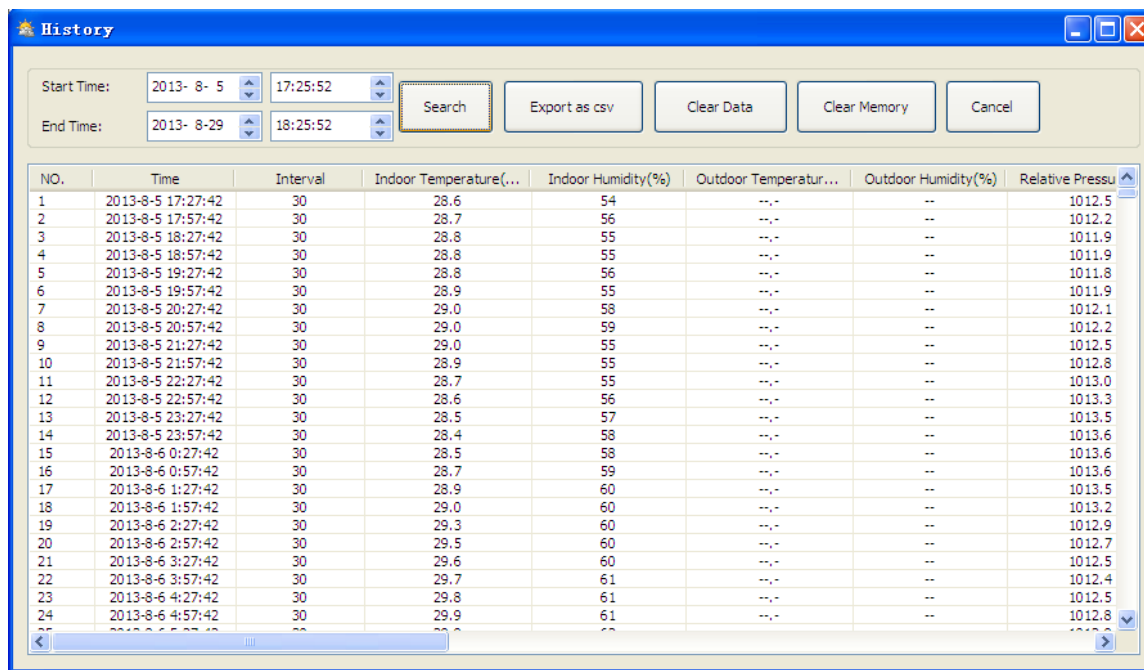 History
Start Time: 2013- 8- 5 17:25:52
End Time: 2013- 8-29 18:25:52
Search Export as csv Clear Data Clear Memory Cancel
NO. Time Interval Indoor Temperature(... Indoor Humidity(%) Outdoor Temperatur... Outdoor Humidity(%) Relative Pressu
1 2013-8-5 17:27:42 30 28.6 54 --.- -- 1012.5
2 2013-8-5 17:57:42 30 28.7 56 --.- -- 1012.2
3 2013-8-5 18:27:42 30 28.8 55 --.- -- 1011.9
4 2013-8-5 18:57:42 30 28.8 55 --.- -- 1011.9
5 2013-8-5 19:27:42 30 28.8 56 --.- -- 1011.8
6 2013-8-5 19:57:42 30 28.9 55 --.- -- 1011.9
7 2013-8-5 20:27:42 30 29.0 58 --.- -- 1012.1
8 2013-8-5 20:57:42 30 29.0 59 --.- -- 1012.2
9 2013-8-5 21:27:42 30 29.0 55 --.- -- 1012.5
10 2013-8-5 21:57:42 30 28.9 55 --.- -- 1012.8
11 2013-8-5 22:27:42 30 28.7 55 --.- -- 1013.0
12 2013-8-5 22:57:42 30 28.6 56 --.- -- 1013.3
13 2013-8-5 23:27:42 30 28.5 57 --.- -- 1013.5
14 2013-8-5 23:57:42 30 28.4 58 --.- -- 1013.6
15 2013-8-6 0:27:42 30 28.5 58 --.- -- 1013.6
16 2013-8-6 0:57:42 30 28.7 59 --.- -- 1013.6
17 2013-8-6 1:27:42 30 28.9 60 --.- -- 1013.5
18 2013-8-6 1:57:42 30 29.0 60 --.- -- 1013.2
19 2013-8-6 2:27:42 30 29.3 60 --.- -- 1012.9
20 2013-8-6 2:57:42 30 29.5 60 --.- -- 1012.7
21 2013-8-6 3:27:42 30 29.6 60 --.- -- 1012.5
22 2013-8-6 3:57:42 30 29.7 61 --.- -- 1012.4
23 2013-8-6 4:27:42 30 29.8 61 --.- -- 1012.5
24 2013-8-6 4:57:42 30 29.9 61 --.- -- 1012.8